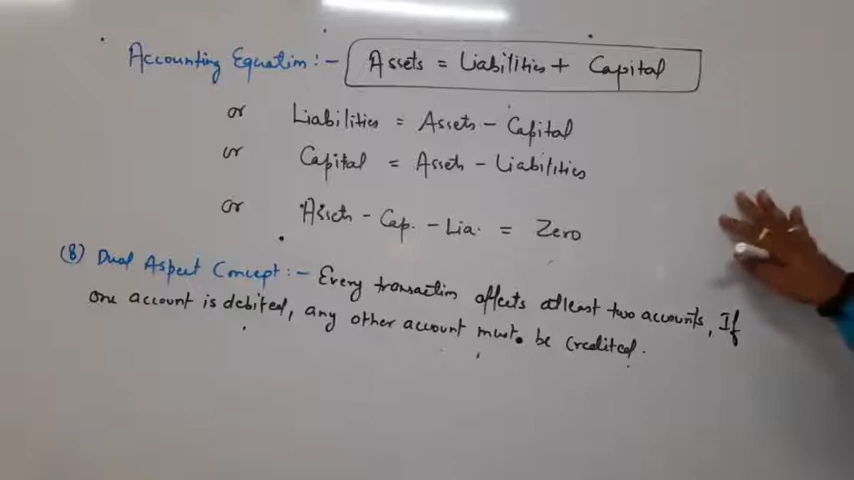 Accounting Equation :- Assets = Liabilities + Capital
or Liabilities = Assets - Capital
or Capital = Assets - Liabilities
or Assets - Cap. - Lia. = Zero
(8) Dual Aspect Concept :- Every transaction affects atleast two accounts, If
one account is debited, any other account must be Credited.